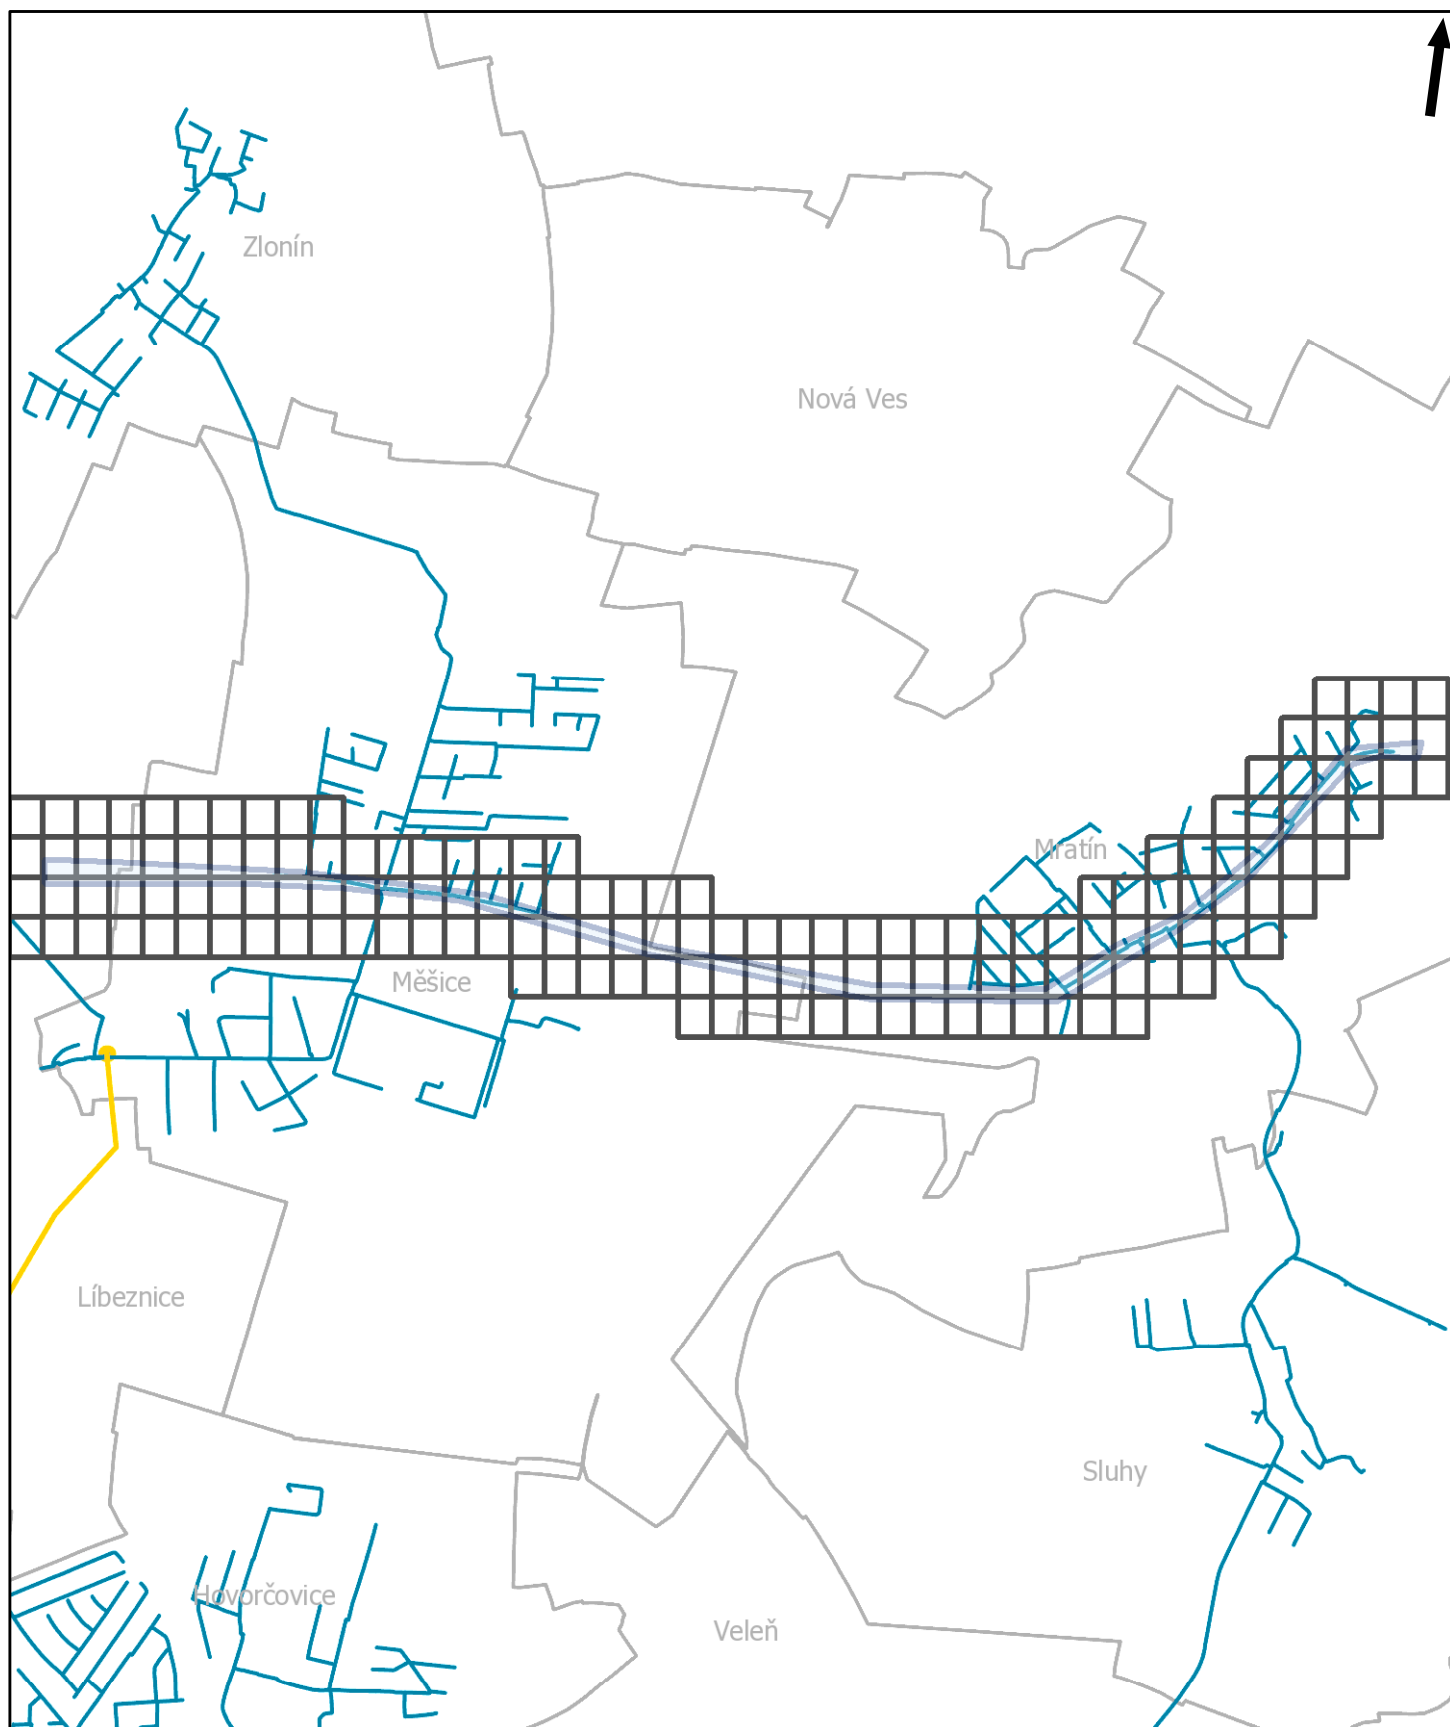 Zlonín
Nová Ves
Mratín
Měšice
Líbeznice
Sluhy
Hovorčovice
Veleň